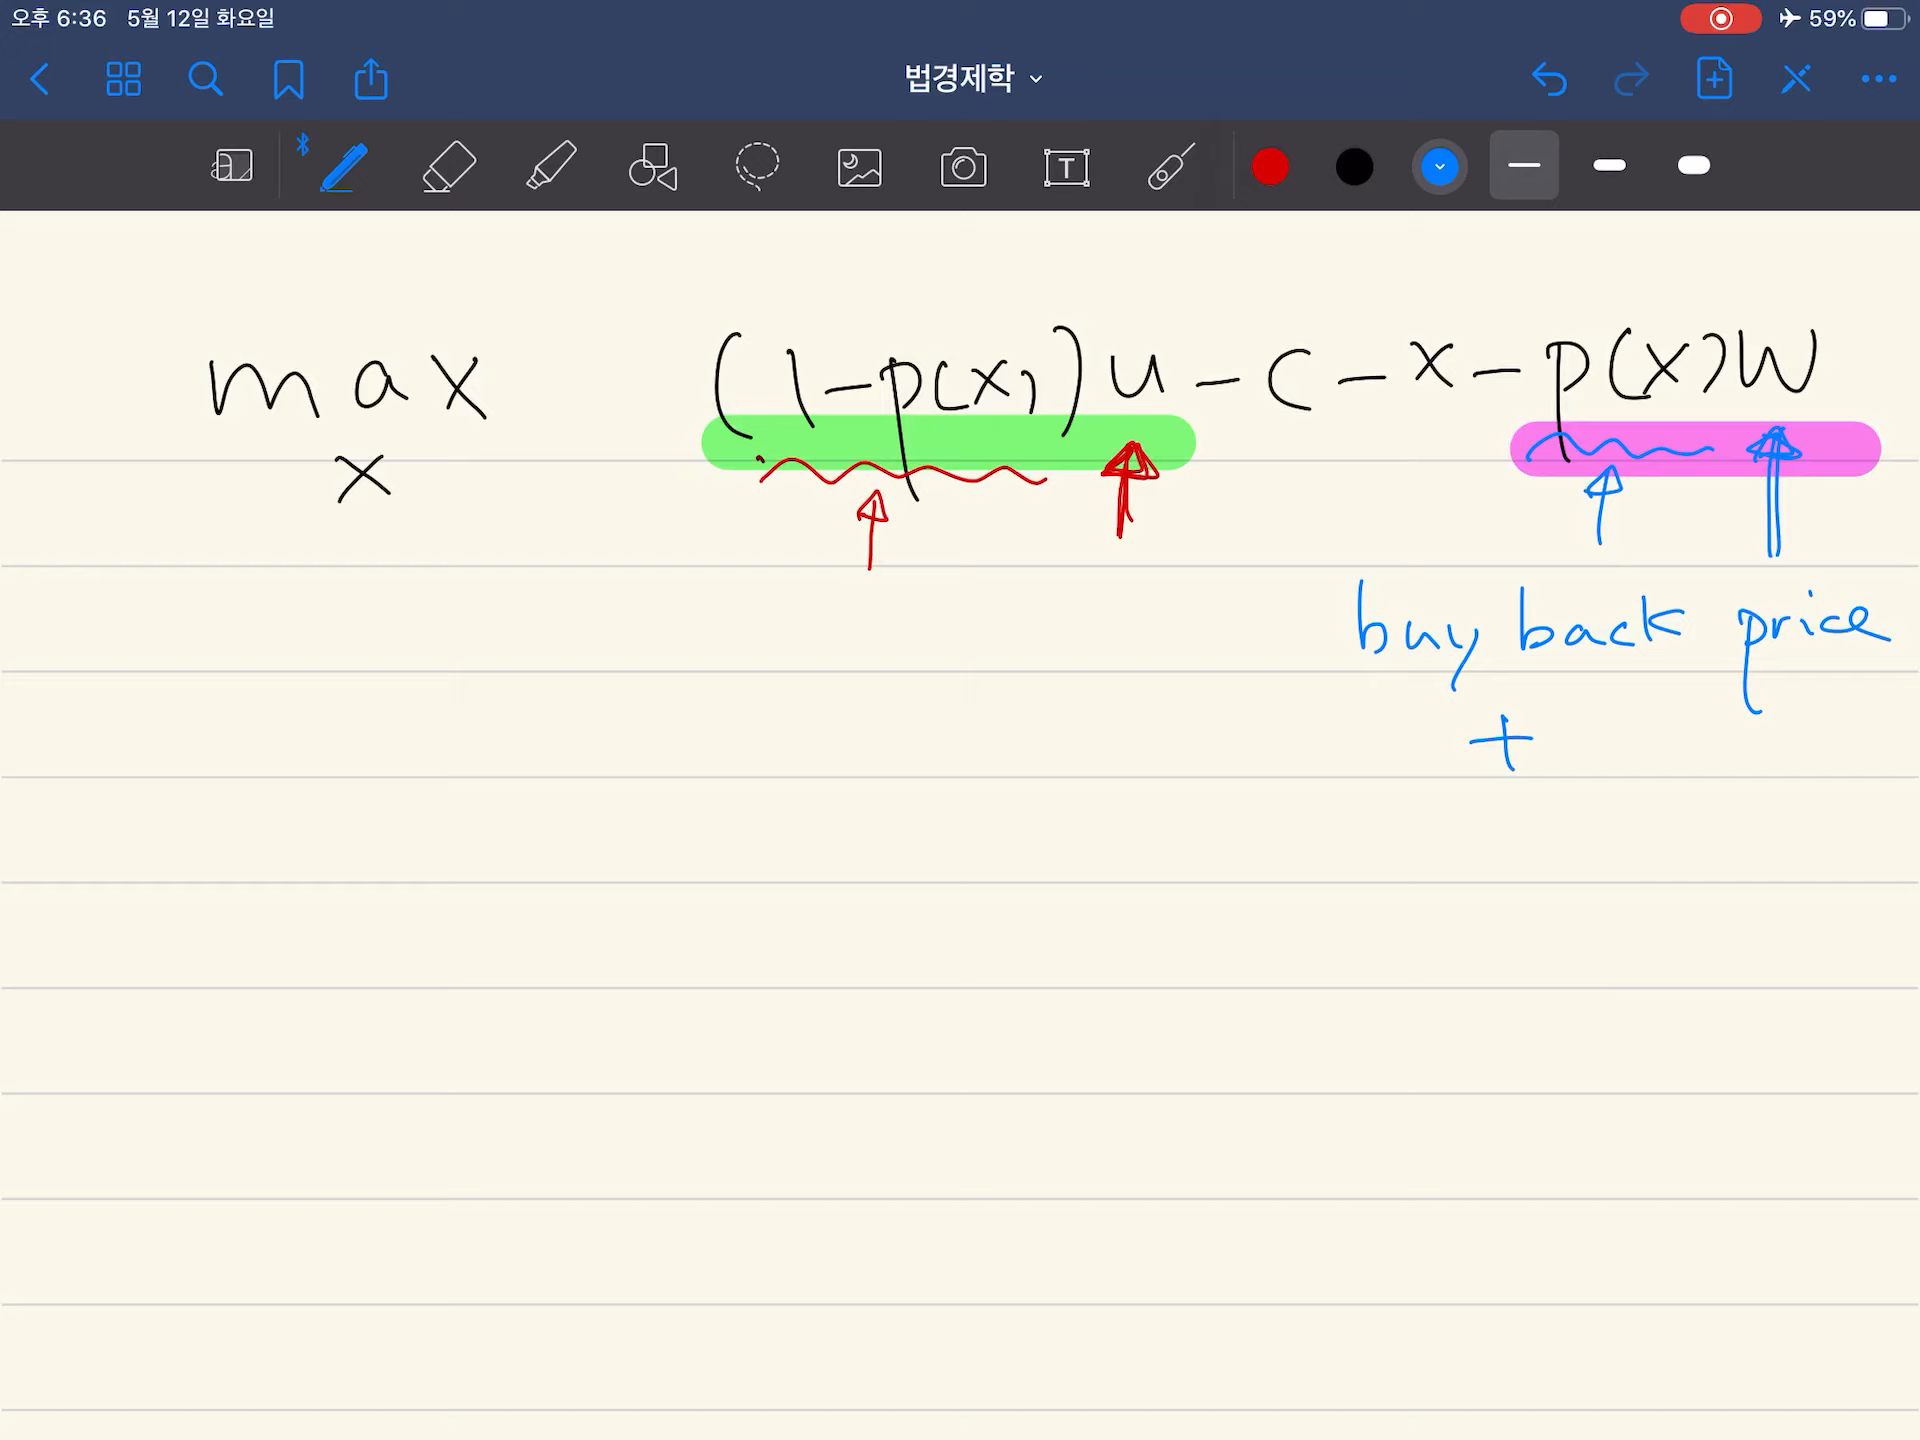 오후 6:36 5월 12일 화요일 59%
법경제학
T
max (1-p(x))u-c-x-p(x)W
x
buy back price
+